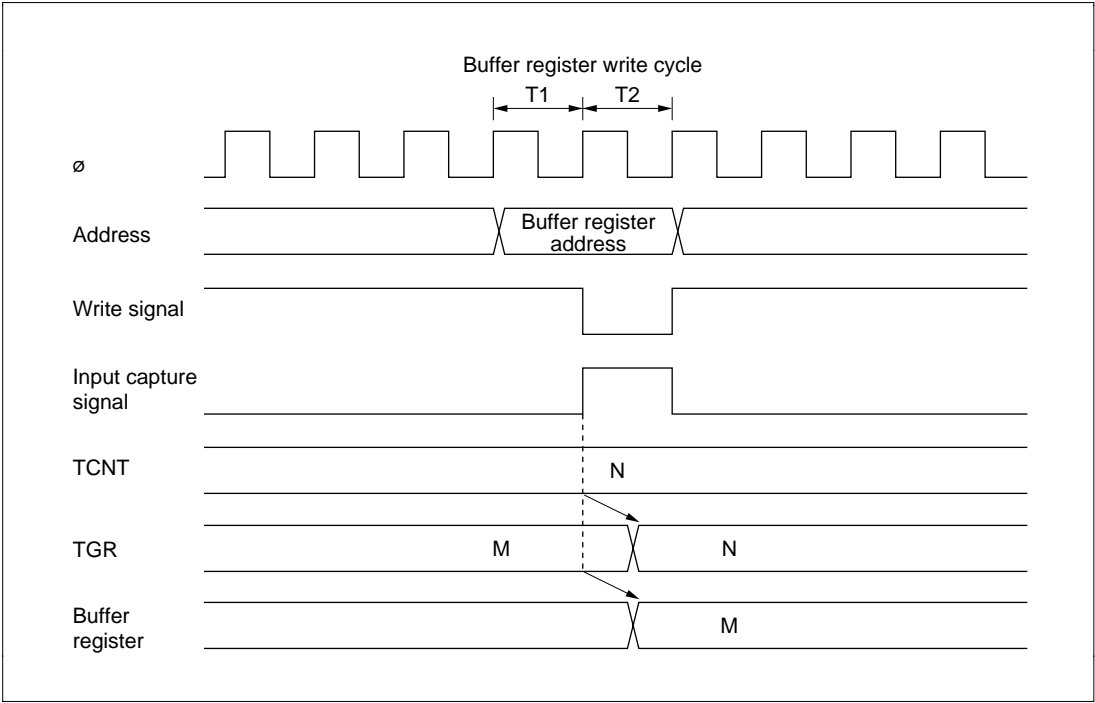 Buffer register write cycle
T1 T2
ø
Address
Buffer register
address
Write signal
Input capture
signal
TCNT
N
TGR
M N
Buffer
register
M